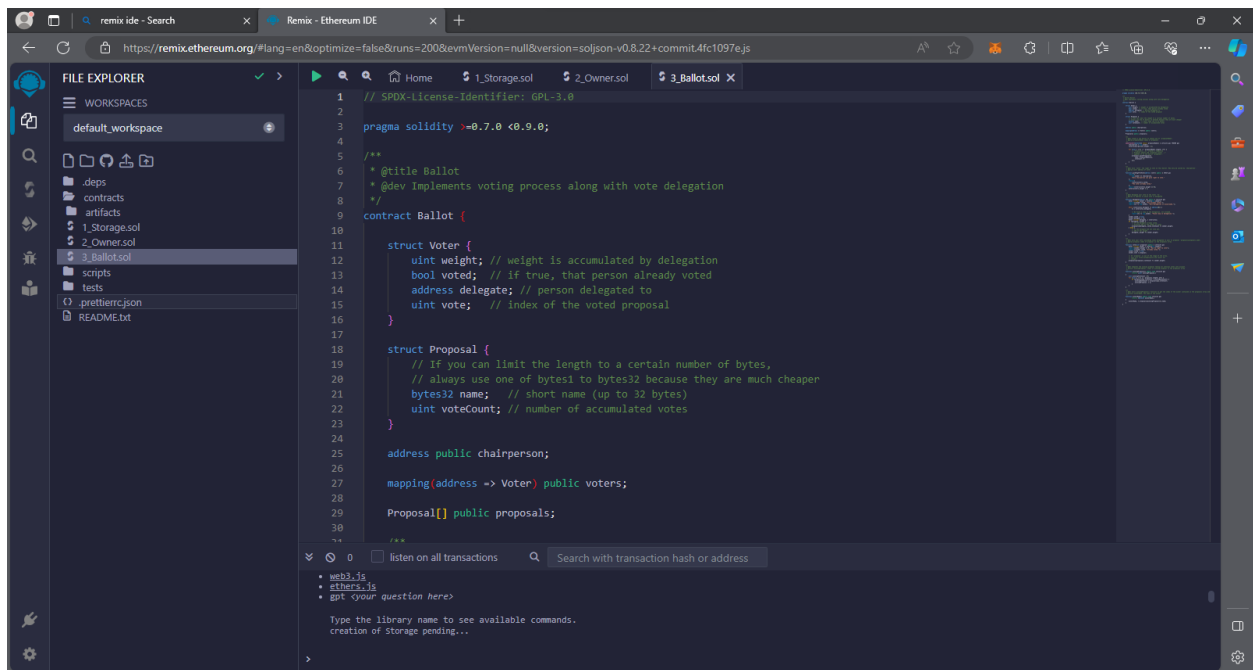 remix ide - Search
Remix - Ethereum IDE
https://remix.ethereum.org/#lang=en&optimize=false&runs=200&evmVersion=null&version=soljson-v0.8.22+commit.4fc1097e.js
FILE EXPLORER
WORKSPACES
default_workspace
.deps
contracts
artifacts
1_Storage.sol
2_Owner.sol
3_Ballot.sol
scripts
tests
.prettierrc.json
README.txt
Home 1_Storage.sol 2_Owner.sol 3_Ballot.sol
1 // SPDX-License-Identifier: GPL-3.0
2
3 pragma solidity >=0.7.0 <0.9.0;
4
5 /**
6 * @title Ballot
7 * @dev Implements voting process along with vote delegation
8 */
9 contract Ballot {
10
11 struct Voter {
12 uint weight; // weight is accumulated by delegation
13 bool voted; // if true, that person already voted
14 address delegate; // person delegated to
15 uint vote; // index of the voted proposal
16 }
17
18 struct Proposal {
19 // If you can limit the length to a certain number of bytes,
20 // always use one of bytes1 to bytes32 because they are much cheaper
21 bytes32 name; // short name (up to 32 bytes)
22 uint voteCount; // number of accumulated votes
23 }
24
25 address public chairperson;
26
27 mapping(address => Voter) public voters;
28
29 Proposal[] public proposals;
30
31 /**
0 listen on all transactions Search with transaction hash or address
• web3.js
• ethers.js
• gpt <your question here>
Type the library name to see available commands.
creation of Storage pending...
>